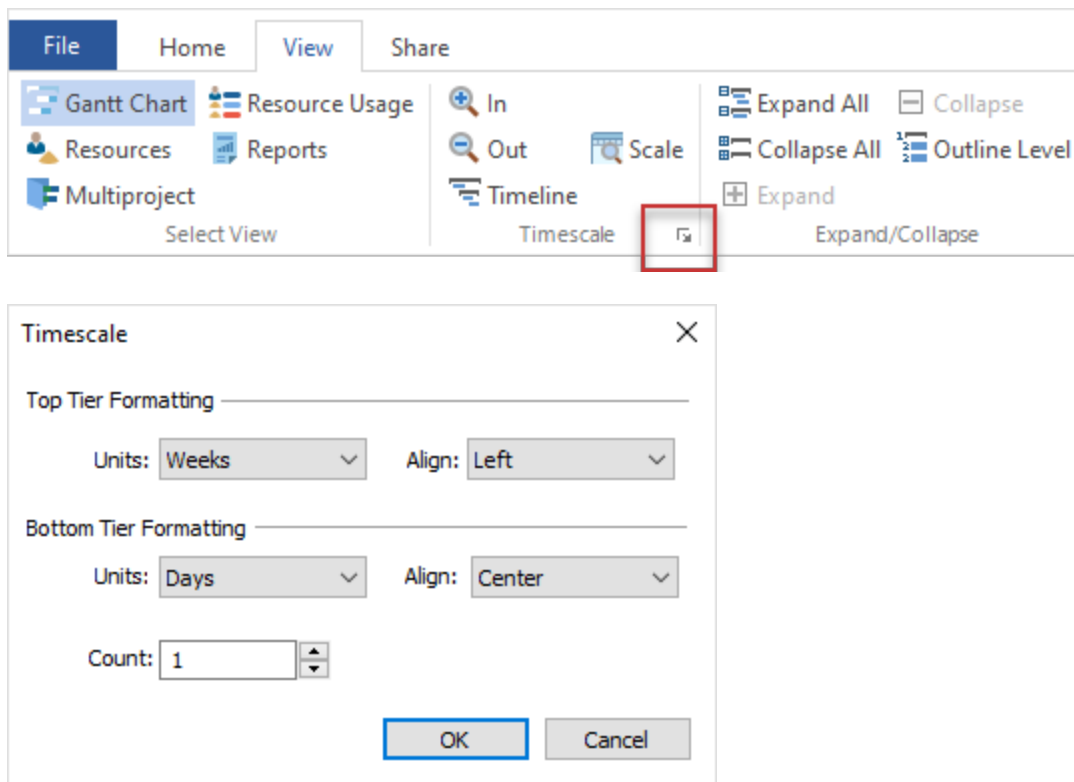 File Home View Share
Gantt Chart Resource Usage In Expand All Collapse
Resources Reports Out Scale Collapse All Outline Level
Multiproject Timeline Expand
Select View Timescale Expand/Collapse
Timescale
Top Tier Formatting
Units: Weeks Align: Left
Bottom Tier Formatting
Units: Days Align: Center
Count: 1
OK Cancel